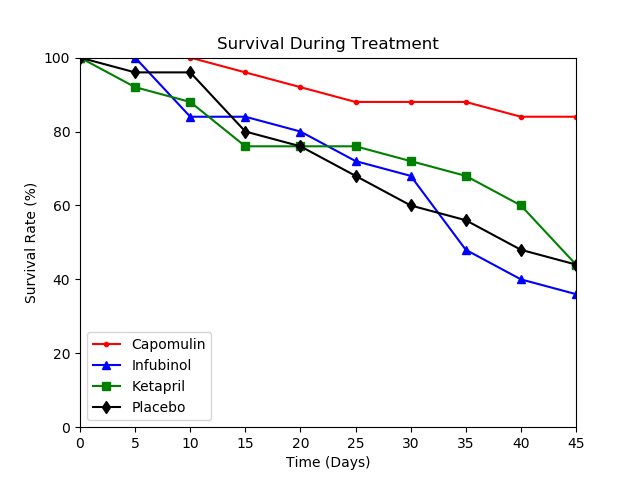 Survival During Treatment
Survival Rate (%)
100
80
60
40
20
0
Capomulin
Infubinol
Ketapril
Placebo
0 5 10 15 20 25 30 35 40 45
Time (Days)